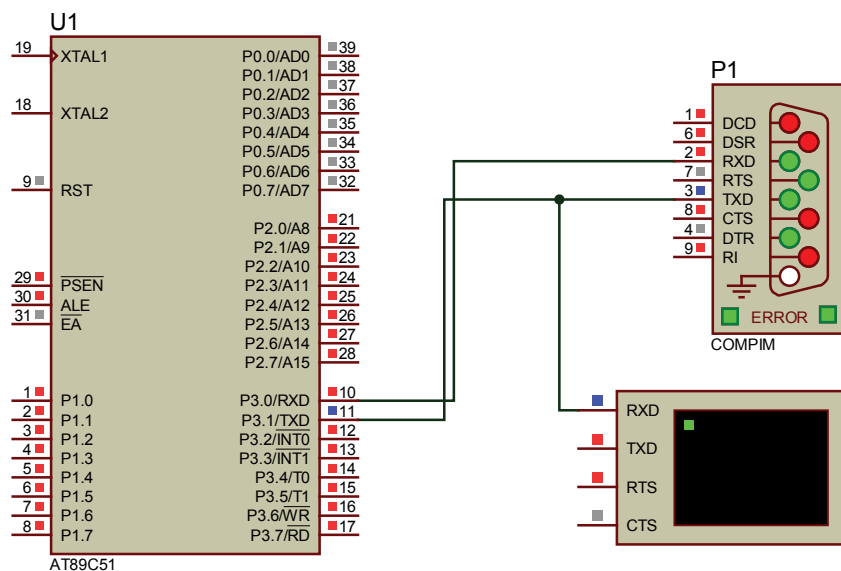 U1
19 XTAL1
18 XTAL2
9 RST
29 PSEN
30 ALE
31 EA
1 P1.0
2 P1.1
3 P1.2
4 P1.3
5 P1.4
6 P1.5
7 P1.6
8 P1.7
P0.0/AD0 39
P0.1/AD1 38
P0.2/AD2 37
P0.3/AD3 36
P0.4/AD4 35
P0.5/AD5 34
P0.6/AD6 33
P0.7/AD7 32
P2.0/A8 21
P2.1/A9 22
P2.2/A10 23
P2.3/A11 24
P2.4/A12 25
P2.5/A13 26
P2.6/A14 27
P2.7/A15 28
P3.0/RXD 10
P3.1/TXD 11
P3.2/INT0 12
P3.3/INT1 13
P3.4/T0 14
P3.5/T1 15
P3.6/WR 16
P3.7/RD 17
AT89C51
P1
1 DCD
6 DSR
2 RXD
7 RTS
3 TXD
8 CTS
4 DTR
9 RI
ERROR
COMPIM
RXD
TXD
RTS
CTS